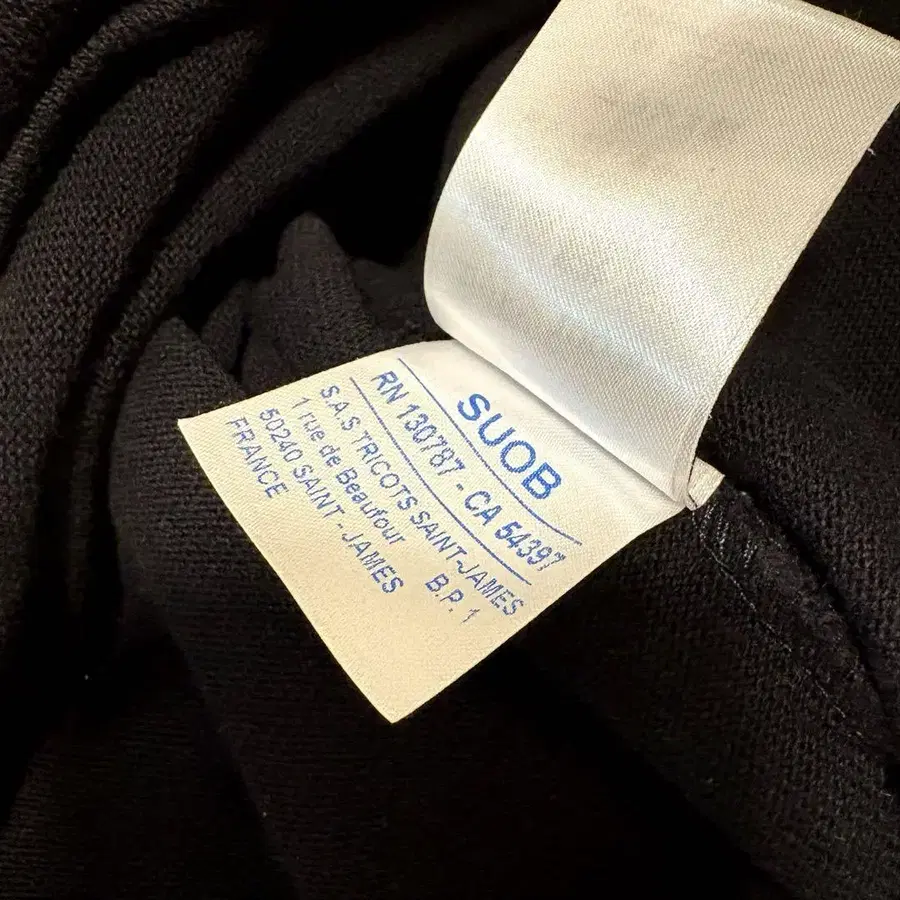 SUOB
RN 130787 - CA 54397
S.A.S TRICOTS SAINT-JAMES
1 rue de Beaufour B.P. 1
50240 SAINT-JAMES
FRANCE